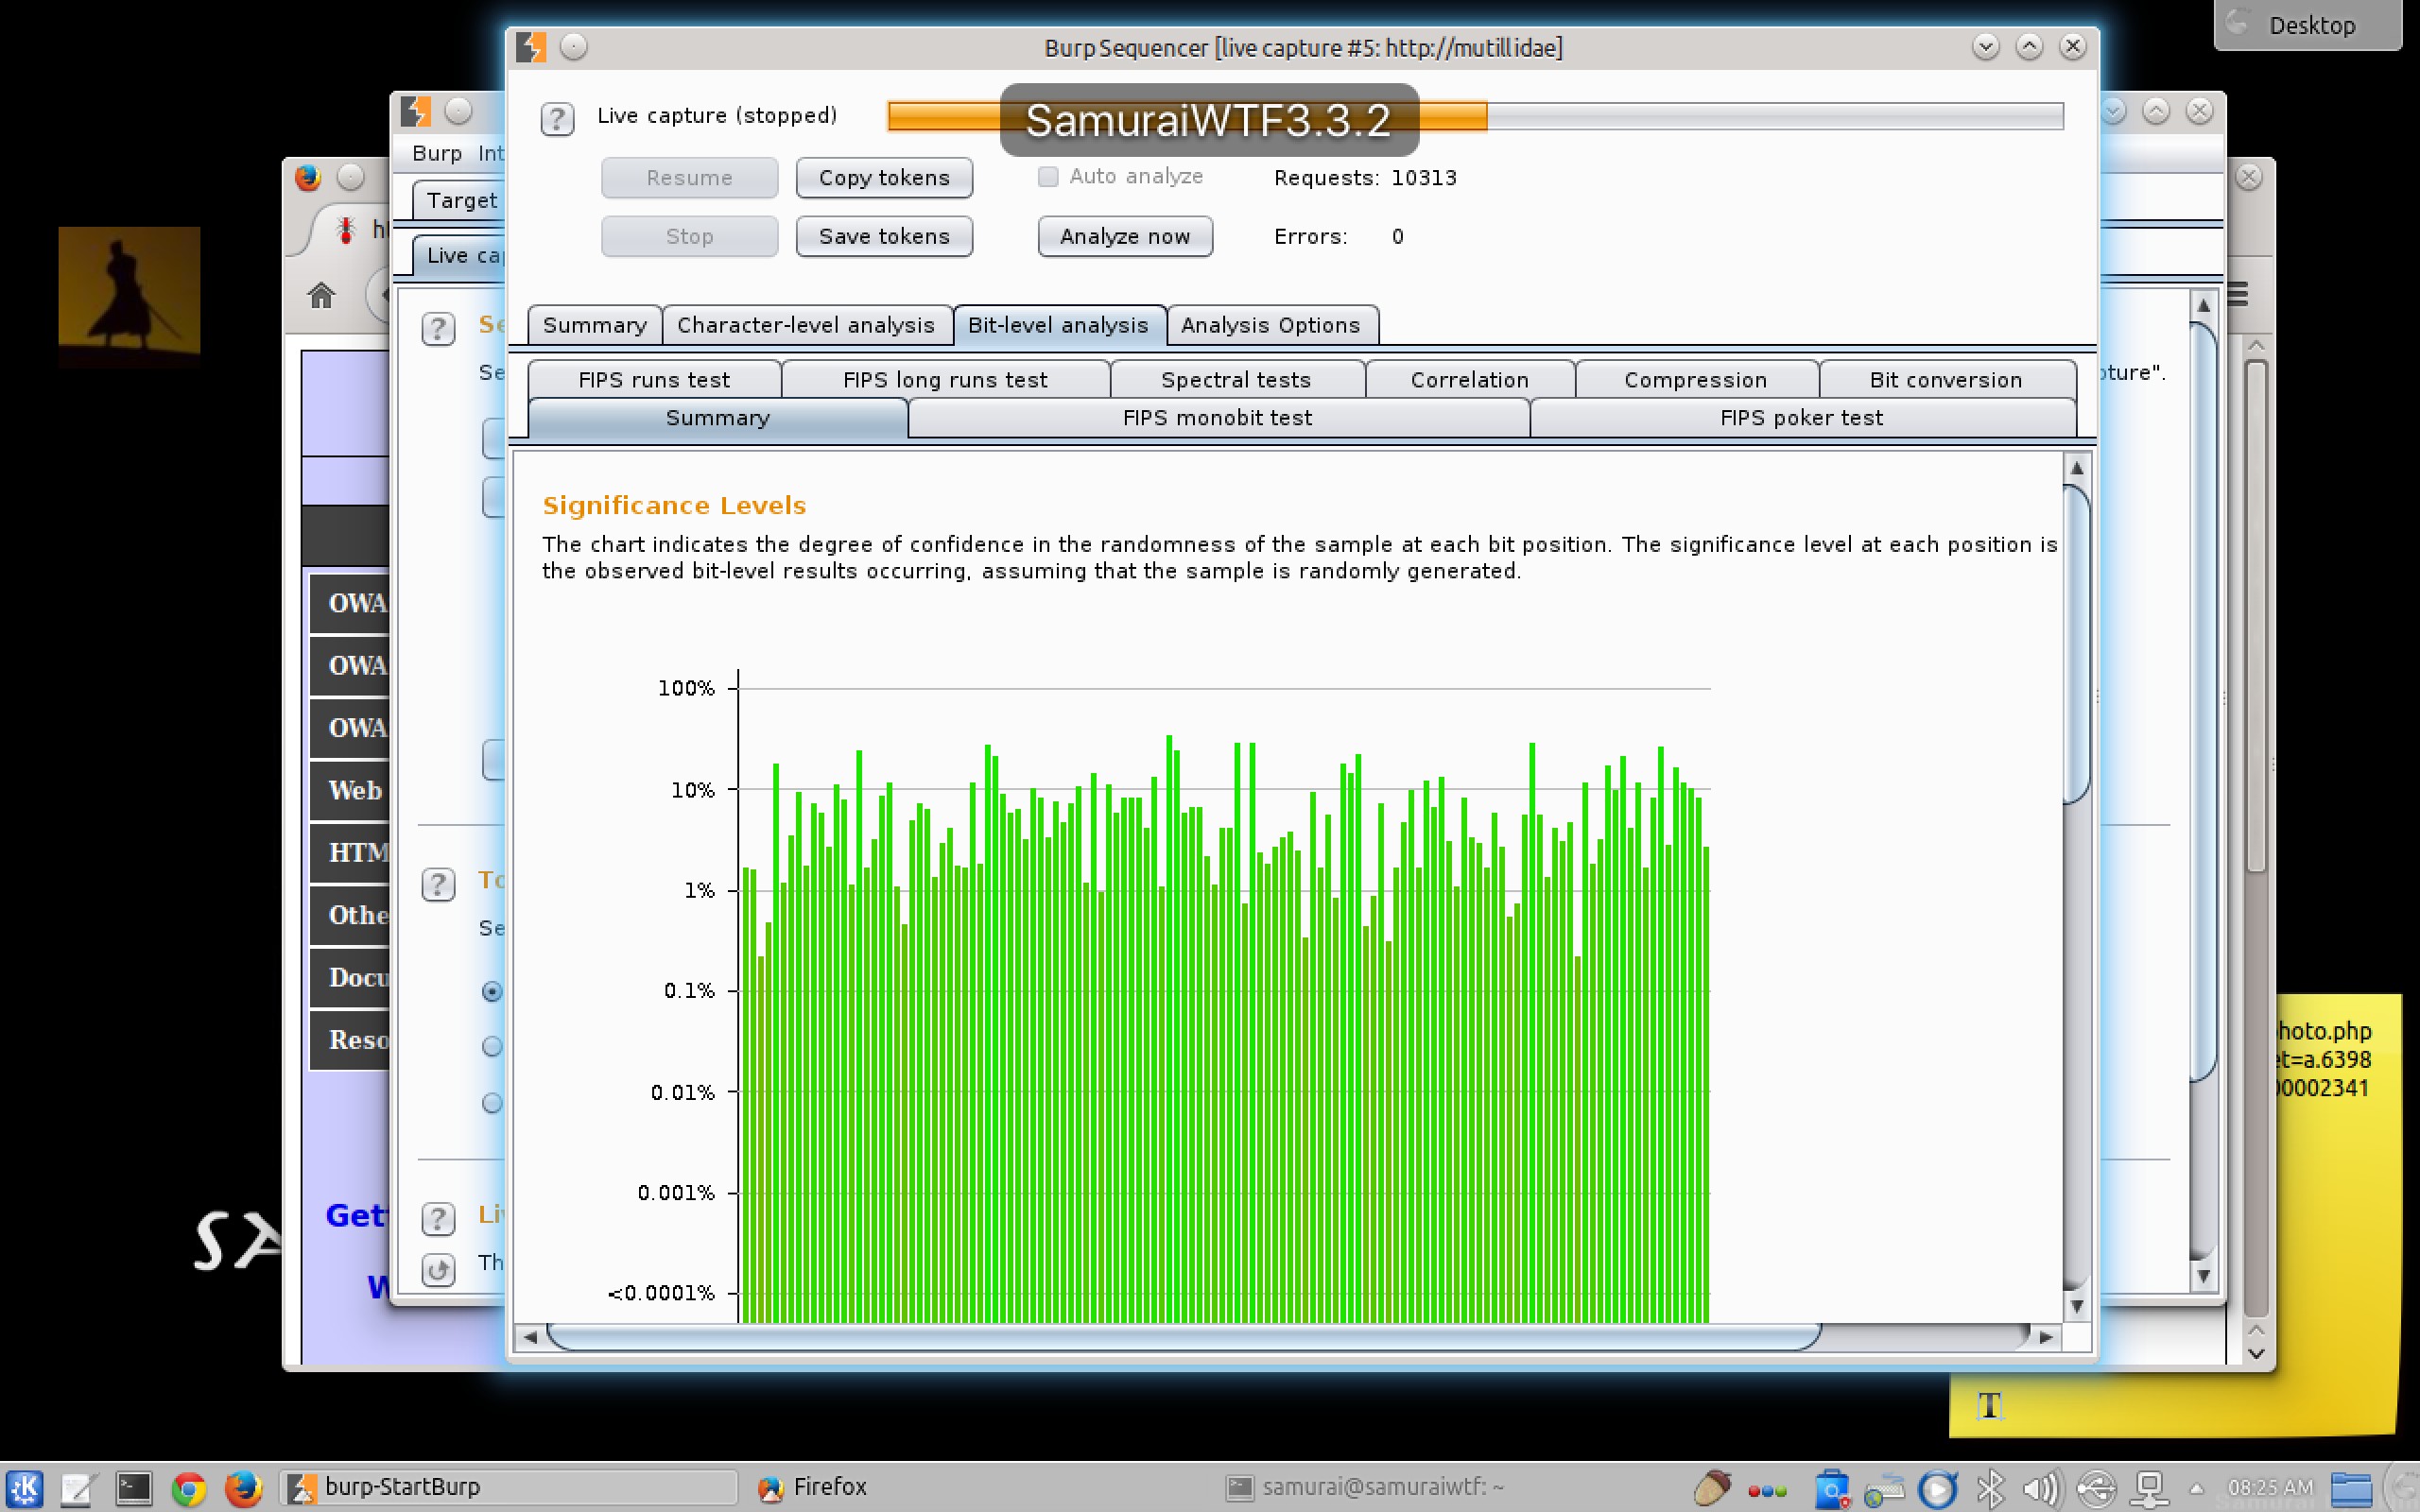 Desktop
Burp Sequencer [live capture #5: http://mutillidae]
Live capture (stopped)
SamuraiWTF3.3.2
Resume
Copy tokens
Auto analyze
Requests: 10313
Stop
Save tokens
Analyze now
Errors: 0
Burp
Target
Summary
Character-level analysis
Bit-level analysis
Analysis Options
FIPS runs test
FIPS long runs test
Spectral tests
Correlation
Compression
Bit conversion
Summary
FIPS monobit test
FIPS poker test
Significance Levels
The chart indicates the degree of confidence in the randomness of the sample at each bit position. The significance level at each position is
the observed bit-level results occurring, assuming that the sample is randomly generated.
100%
10%
1%
0.1%
0.01%
0.001%
<0.0001%
Live ca
Se
Se
To
Se
Li
Th
OWA
OWA
OWA
Web
HTM
Othe
Docu
Reso
Get
W
SA
pture".
hoto.php
et=a.6398
00002341
T
burp-StartBurp
Firefox
samurai@samuraiwtf: ~
08:25 AM